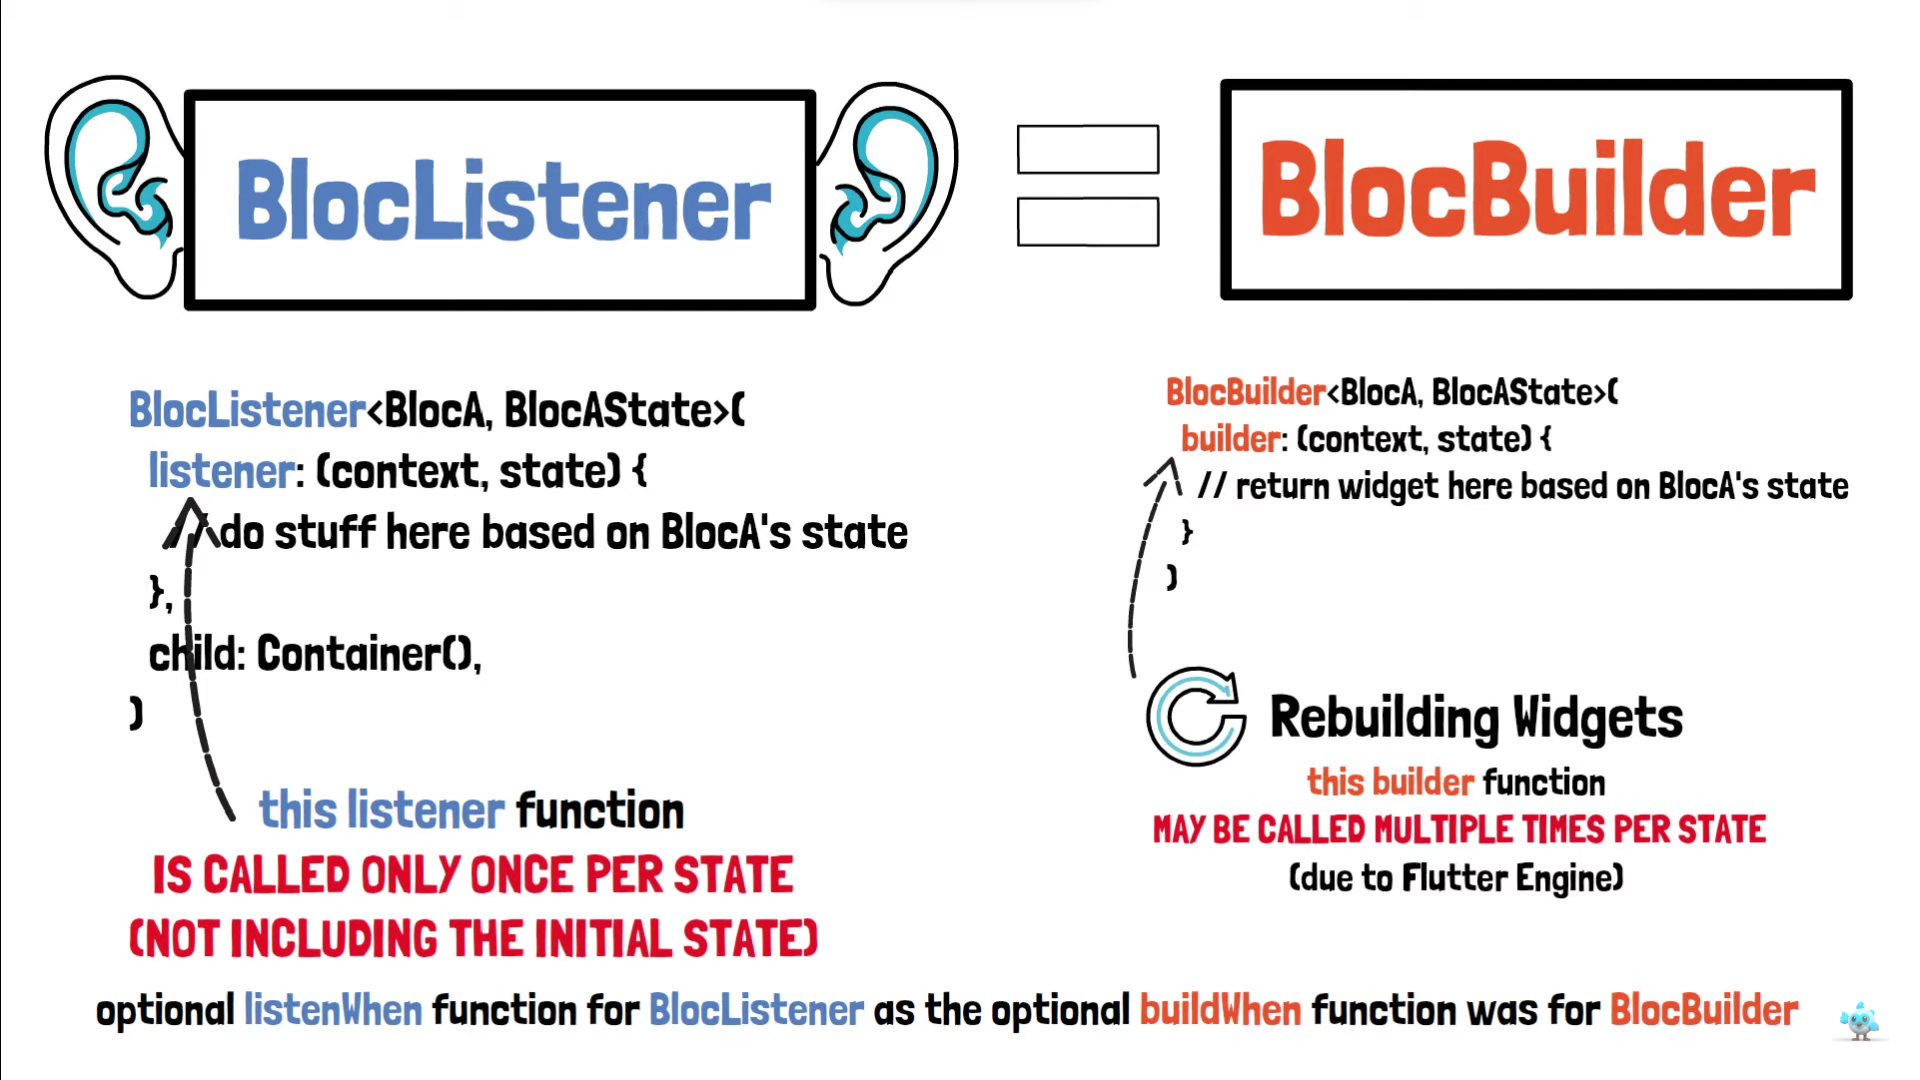 BlocListener
BlocBuilder
BlocListener<BlocA, BlocAState>(
listener: (context, state) {
// do stuff here based on BlocA's state
},
child: Container(),
)
this listener function
IS CALLED ONLY ONCE PER STATE
(NOT INCLUDING THE INITIAL STATE)
BlocBuilder<BlocA, BlocAState>(
builder: (context, state) {
// return widget here based on BlocA's state
}
)
Rebuilding Widgets
this builder function
MAY BE CALLED MULTIPLE TIMES PER STATE
(due to Flutter Engine)
optional listenWhen function for BlocListener as the optional buildWhen function was for BlocBuilder